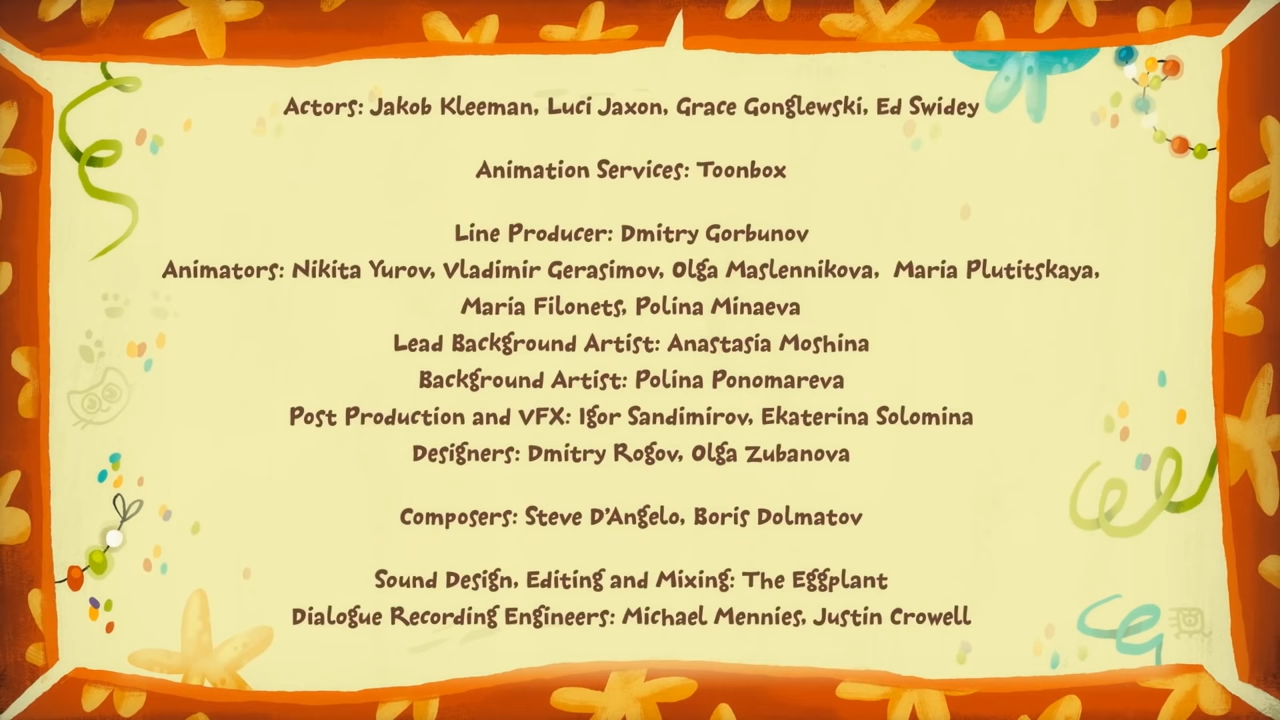 Actors: Jakob Kleeman, Luci Jaxon, Grace Gonglewski, Ed Swidey
Animation Services: Toonbox
Line Producer: Dmitry Gorbunov
Animators: Nikita Yurov, Vladimir Gerasimov, Olga Maslennikova, Maria Plutitskaya,
Maria Filonets, Polina Minaeva
Lead Background Artist: Anastasia Moshina
Background Artist: Polina Ponomareva
Post Production and VFX: Igor Sandimirov, Ekaterina Solomina
Designers: Dmitry Rogov, Olga Zubanova
Composers: Steve D'Angelo, Boris Dolmatov
Sound Design, Editing and Mixing: The Eggplant
Dialogue Recording Engineers: Michael Mennies, Justin Crowell